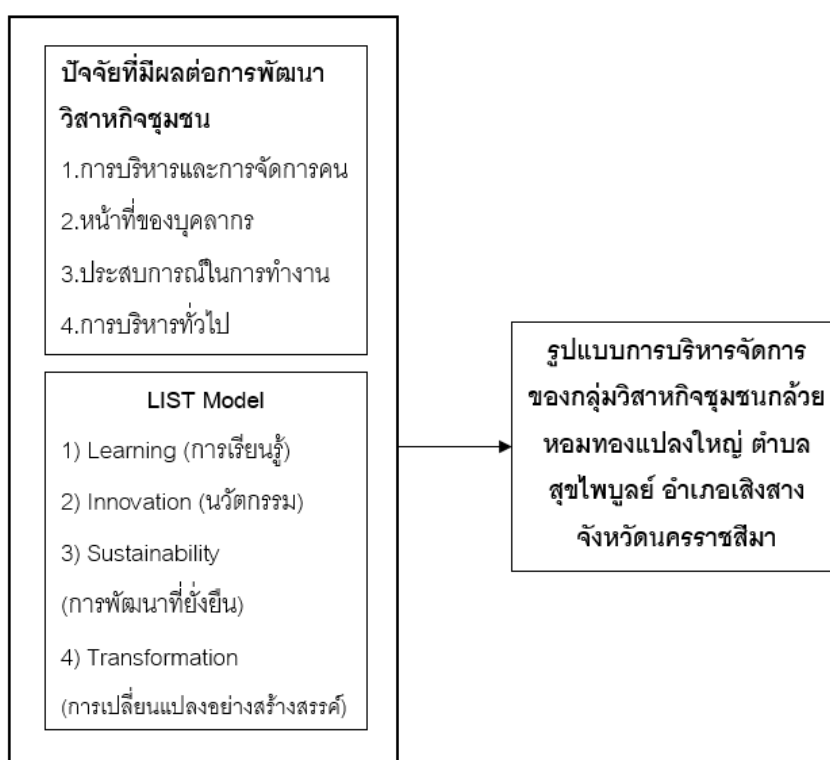 ปัจจัยที่มีผลต่อการพัฒนา
วิสาหกิจชุมชน
1.การบริหารและการจัดการคน
2.หน้าที่ของบุคลากร
3.ประสบการณ์ในการทำงาน
4.การบริหารทั่วไป
LIST Model
1) Learning (การเรียนรู้)
2) Innovation (นวัตกรรม)
3) Sustainability
(การพัฒนาที่ยั่งยืน)
4) Transformation
(การเปลี่ยนแปลงอย่างสร้างสรรค์)
รูปแบบการบริหารจัดการ
ของกลุ่มวิสาหกิจชุมชนกล้วย
หอมทองแปลงใหญ่ ตำบล
สุขไพบูลย์ อำเภอเสิงสาง
จังหวัดนครราชสีมา